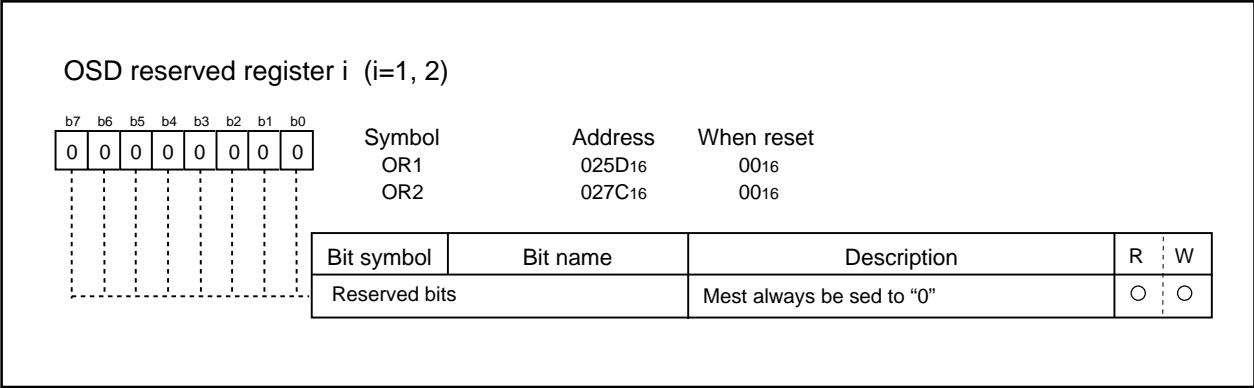 OSD reserved register i (i=1, 2)
b7 b6 b5 b4 b3 b2 b1 b0
0 0 0 0 0 0 0 0
Symbol Address When reset
OR1 025D16 0016
OR2 027C16 0016
Bit symbol Bit name Description R W
Reserved bits Mest always be sed to “0” ○ ○